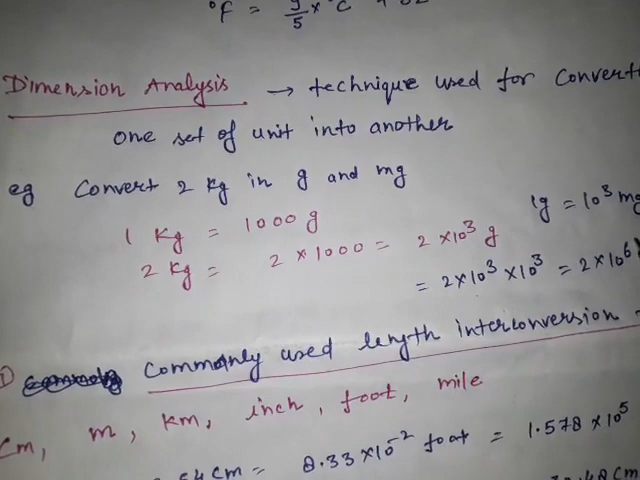 °F = 9/5 × °C
Dimension Analysis → technique used for
one set of unit into another
eg Convert 2 Kg in g and mg
1g = 10³ mg
1 Kg = 1000 g
2 Kg = 2 × 1000 = 2 × 10³ g
= 2 × 10³ × 10³ = 2 × 10⁶
Commonly used length interconversion
cm, m, km, inch, foot, mile
54 cm = 8.33 × 10⁻² foot = 1.578 × 10⁵